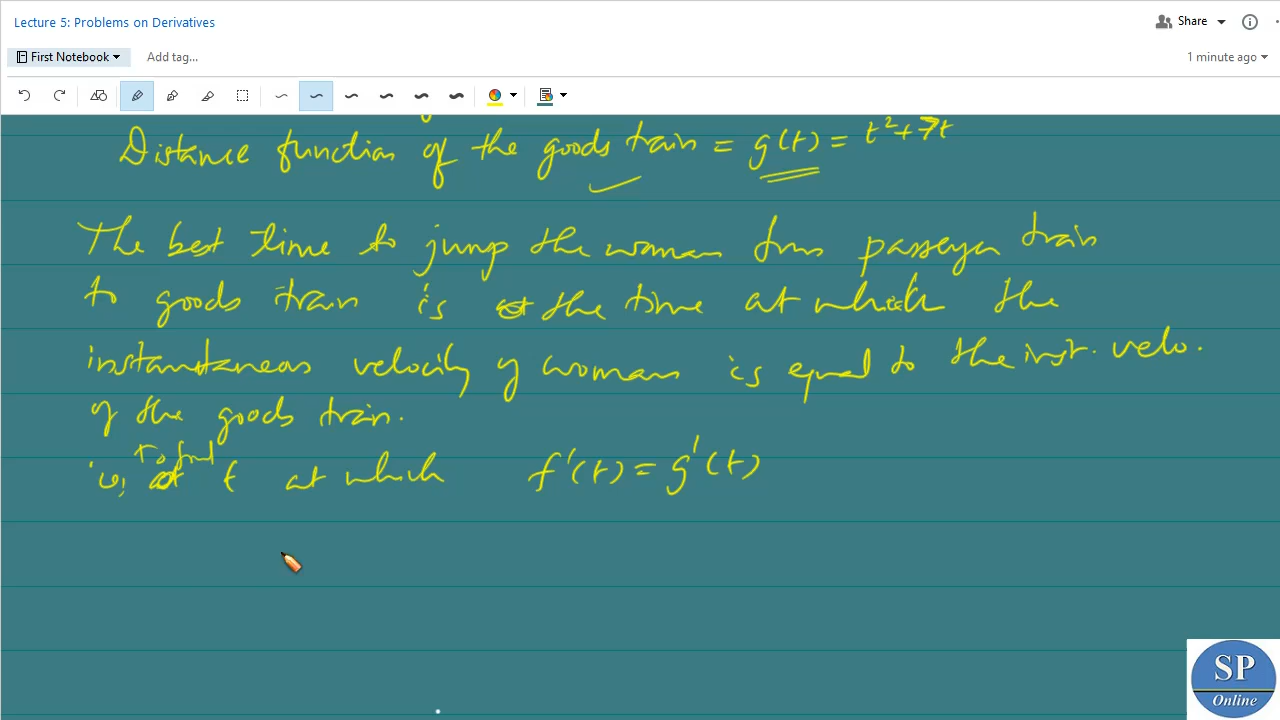 Lecture 5: Problems on Derivatives
Share
First Notebook
Add tag...
1 minute ago
Distance function of the goods train = g(t) = t²+7t
The best time to jump the woman from passenger train
to goods train is the time at which the
instantaneous velocity of woman is equal to the inst. velo.
of the goods train.
to find
i.e, t at which f'(t) = g'(t)
SP
Online